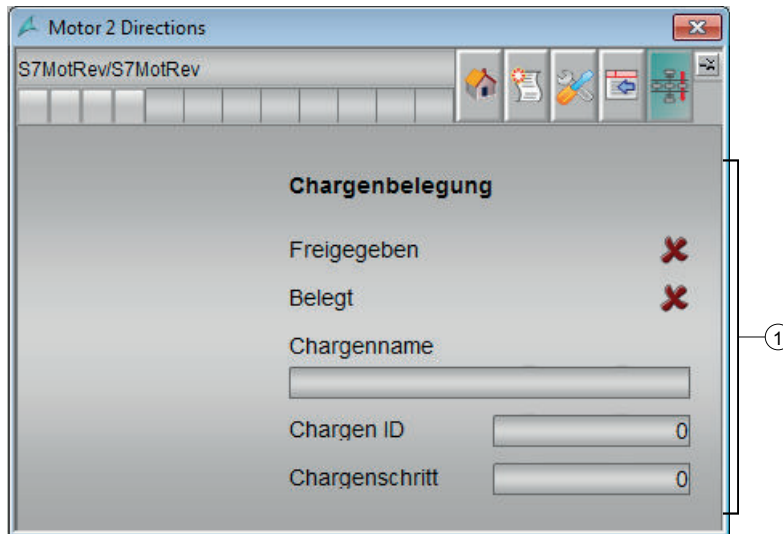 Motor 2 Directions
S7MotRev/S7MotRev
Chargenbelegung
Freigegeben
Belegt
Chargenname
Chargen ID 0
Chargenschritt 0
1